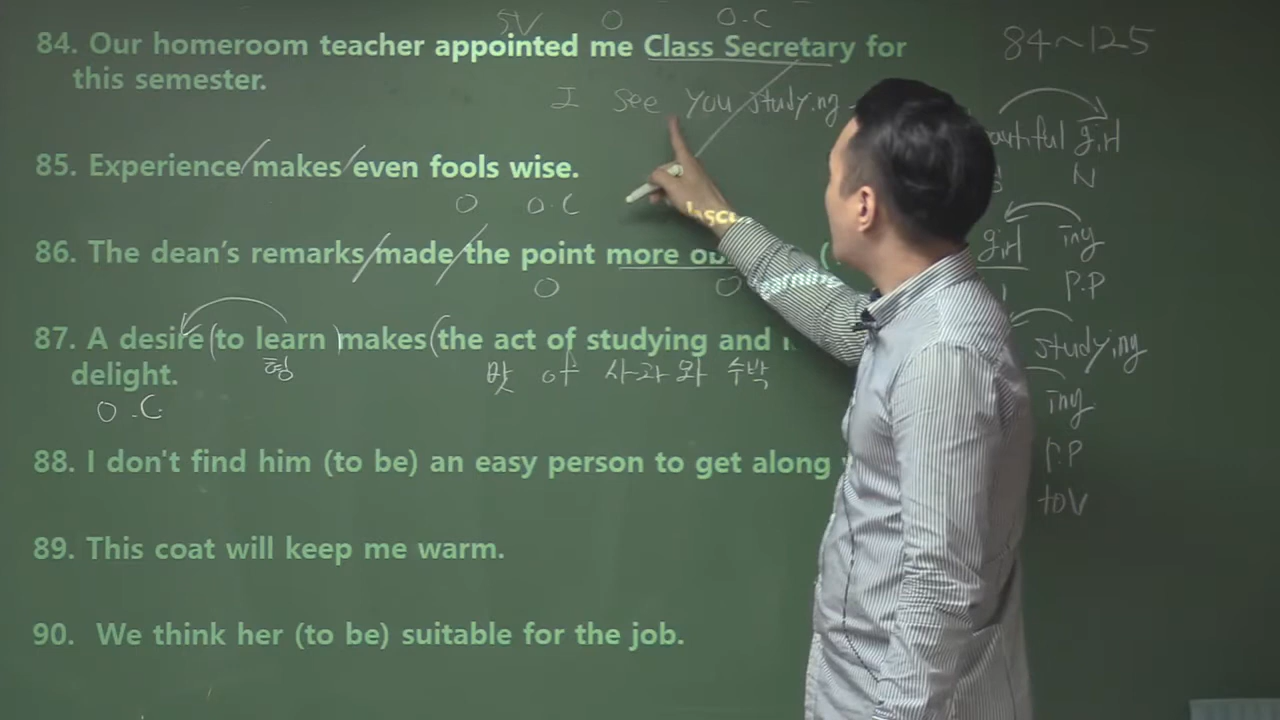 SV O O.C
84. Our homeroom teacher appointed me Class Secretary for
this semester.
84~125
I see you studying
girl
N
85. Experience makes even fools wise.
O O.C
girl ing
P.P
86. The dean's remarks made the point more
O O
87. A desire (to learn) makes (the act of studying and
studying
형 맛 of 사과와 수박
delight.
O.C
ing
P.P
88. I don't find him (to be) an easy person to get along
toV
89. This coat will keep me warm.
90. We think her (to be) suitable for the job.